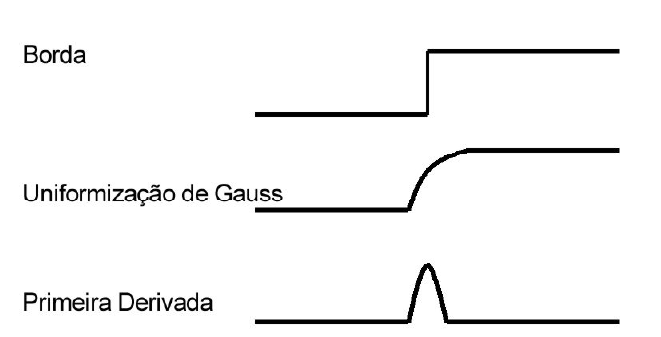 Borda
Uniformização de Gauss
Primeira Derivada